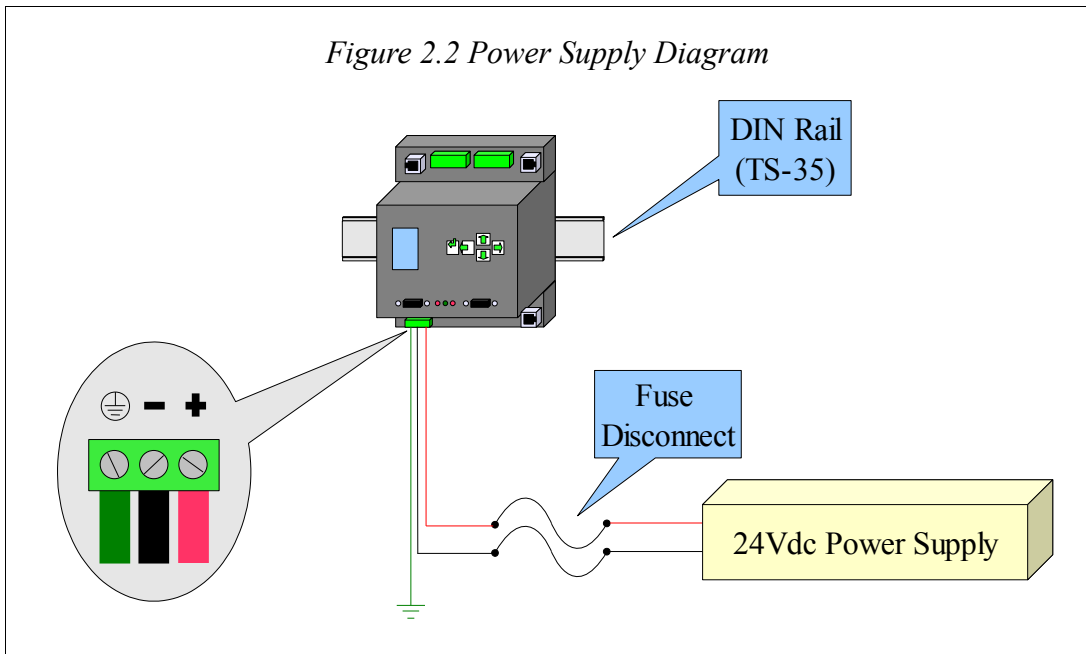 Figure 2.2 Power Supply Diagram
DIN Rail
(TS-35)
Fuse
Disconnect
24Vdc Power Supply